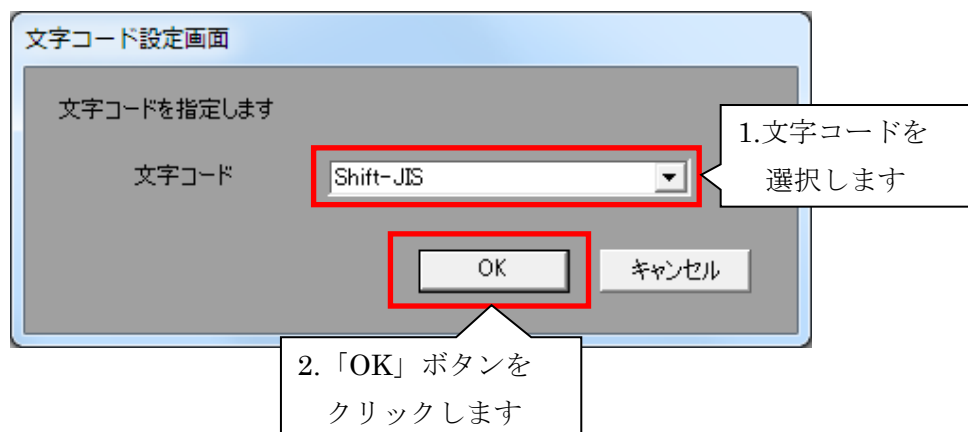 文字コード設定画面
文字コードを指定します
1.文字コードを
選択します
文字コード
Shift-JIS
OK
キャンセル
2.「OK」ボタンを
クリックします